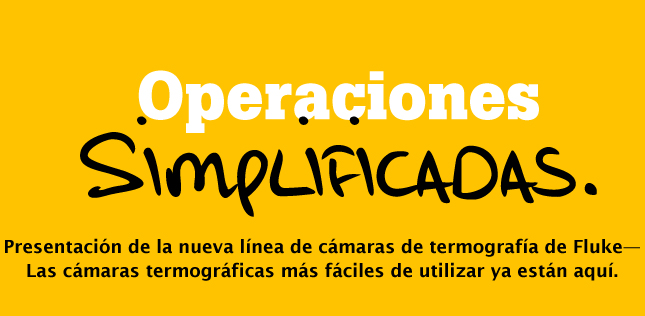 Operaciones
SIMPLIFICADAS.
Presentación de la nueva línea de cámaras de termografía de Fluke—
Las cámaras termográficas más fáciles de utilizar ya están aquí.